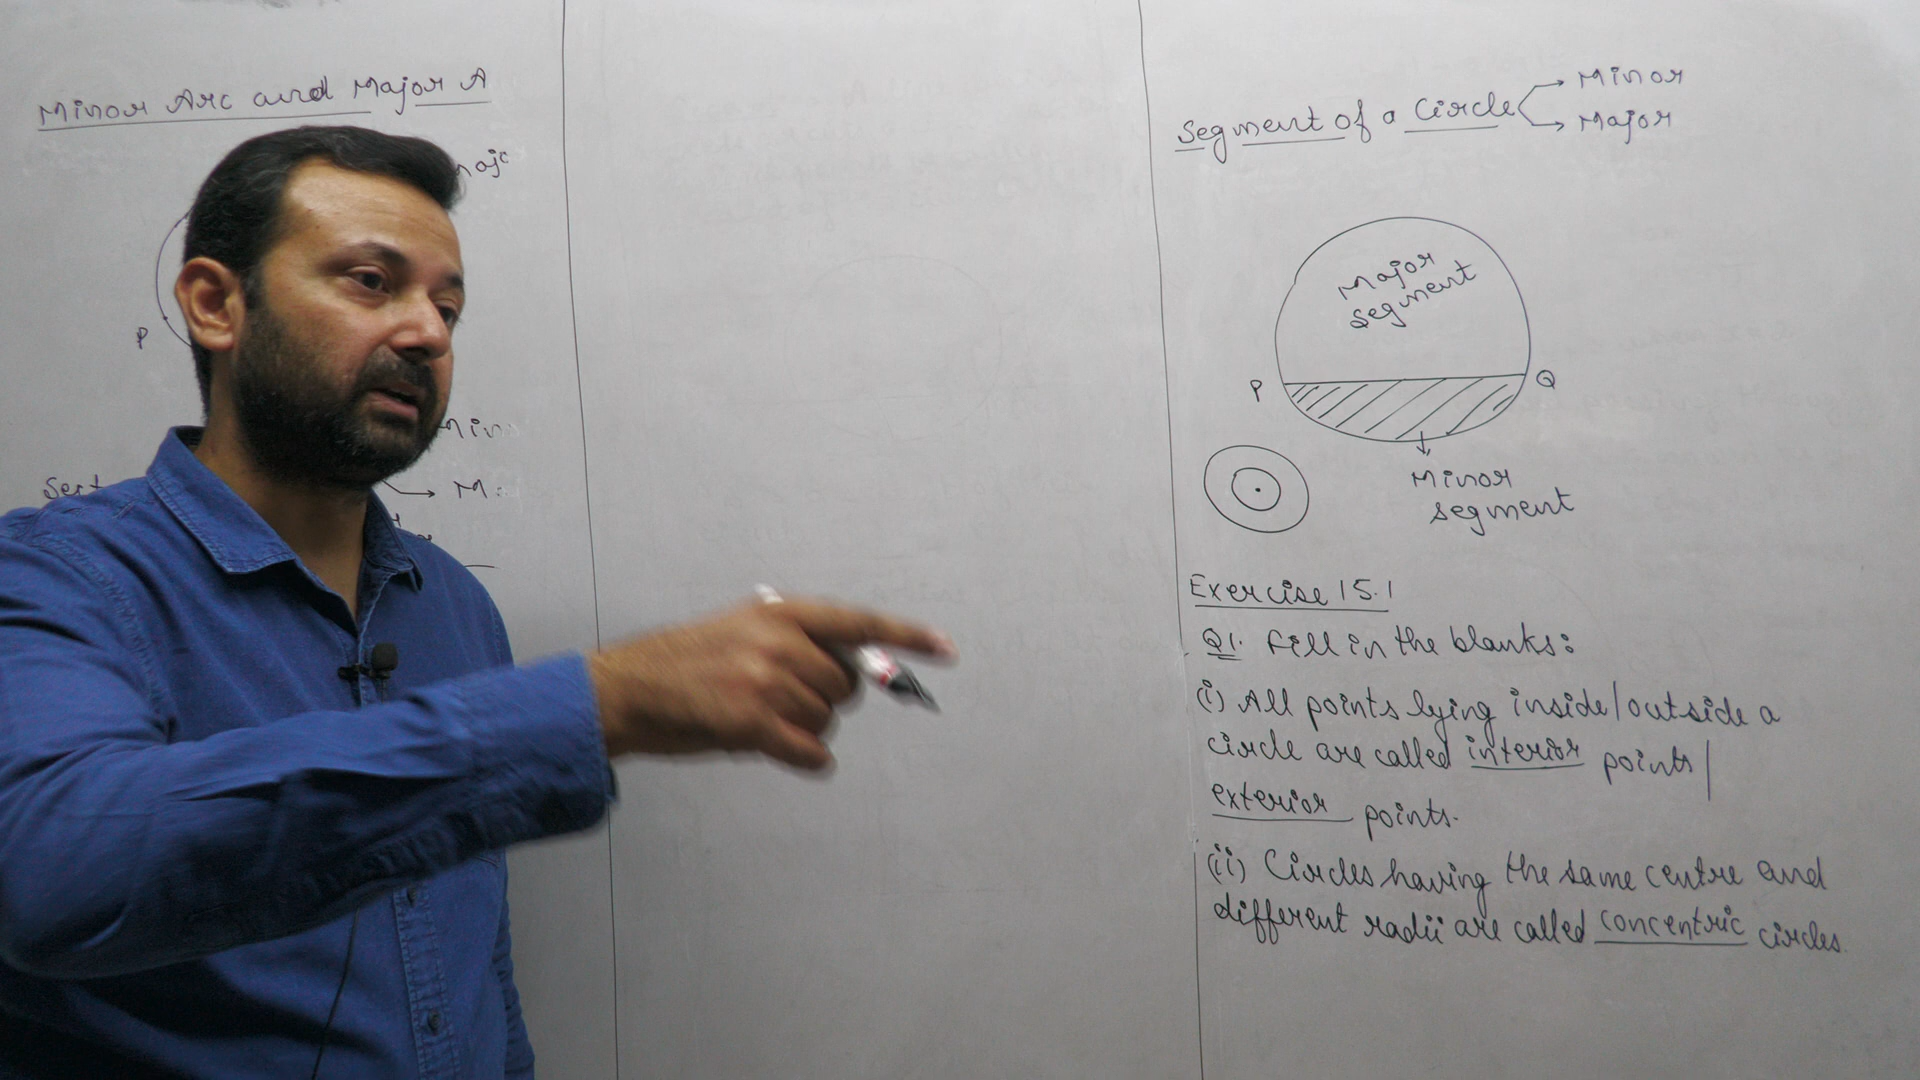 Minor Arc and Major A
P
Segment of a Circle
Minor
Major
Major
segment
P
Q
Minor
segment
Exercise 15.1
Q1. Fill in the blanks:
(i) All points lying inside/outside a
circle are called interior points/
exterior points.
(ii) Circles having the same centre and
different radii are called concentric circles.